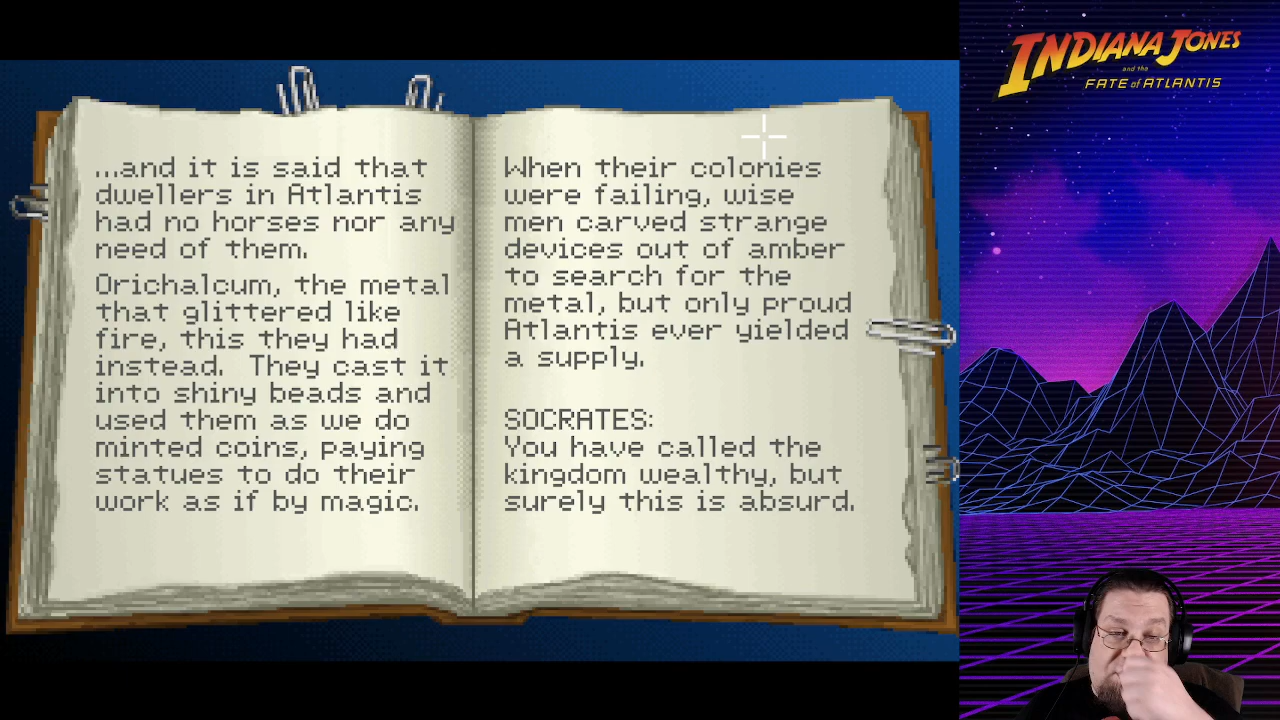 ...and it is said that
dwellers in Atlantis
had no horses nor any
need of them.
Orichalcum, the metal
that glittered like
fire, this they had
instead.  They cast it
into shiny beads and
used them as we do
minted coins, paying
statues to do their
work as if by magic.
When their colonies
were failing, wise
men carved strange
devices out of amber
to search for the
metal, but only proud
Atlantis ever yielded
a supply.
SOCRATES:
You have called the
kingdom wealthy, but
surely this is absurd.
INDIANA JONES
and the
FATE of ATLANTIS